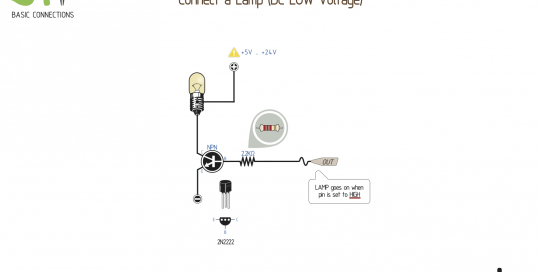 Connect a Lamp (DC LOW Voltage)
BASIC CONNECTIONS
+5V .. +24V
NPN
C
B
E
2.2KΩ
OUT
LAMP goes on when
pin is set to HIGH
E
C
B
2N2222